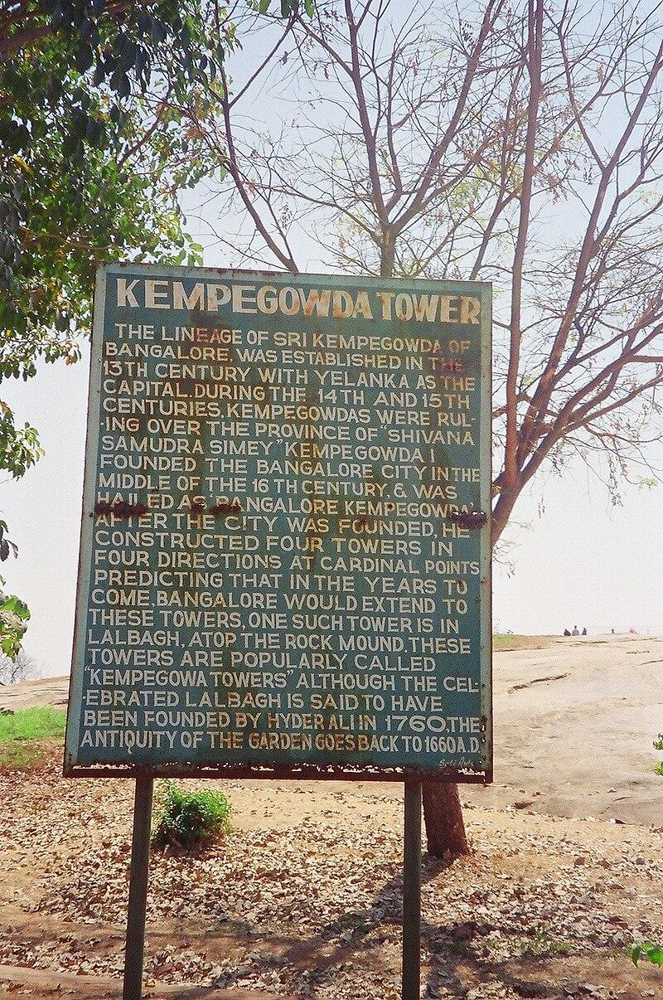 KEMPEGOWDA TOWER
THE LINEAGE OF SRI KEMPEGOWDA OF
BANGALORE, WAS ESTABLISHED IN THE
13TH CENTURY WITH YELANKA AS THE
CAPITAL. DURING THE 14TH AND 15TH
CENTURIES, KEMPEGOWDAS WERE RUL-
-ING OVER THE PROVINCE OF "SHIVANA
SAMUDRA SIMEY" KEMPEGOWDA I
FOUNDED THE BANGALORE CITY IN THE
MIDDLE OF THE 16TH CENTURY, & WAS
HAILED AS 'BANGALORE KEMPEGOWDA'
AFTER THE CITY WAS FOUNDED, HE
CONSTRUCTED FOUR TOWERS IN
FOUR DIRECTIONS AT CARDINAL POINTS
PREDICTING THAT IN THE YEARS TO
COME, BANGALORE WOULD EXTEND TO
THESE TOWERS, ONE SUCH TOWER IS IN
LALBAGH, ATOP THE ROCK MOUND. THESE
TOWERS ARE POPULARLY CALLED
"KEMPEGOWA TOWERS" ALTHOUGH THE CEL-
-EBRATED LALBAGH IS SAID TO HAVE
BEEN FOUNDED BY HYDER ALI IN 1760. THE
ANTIQUITY OF THE GARDEN GOES BACK TO 1660 A.D.